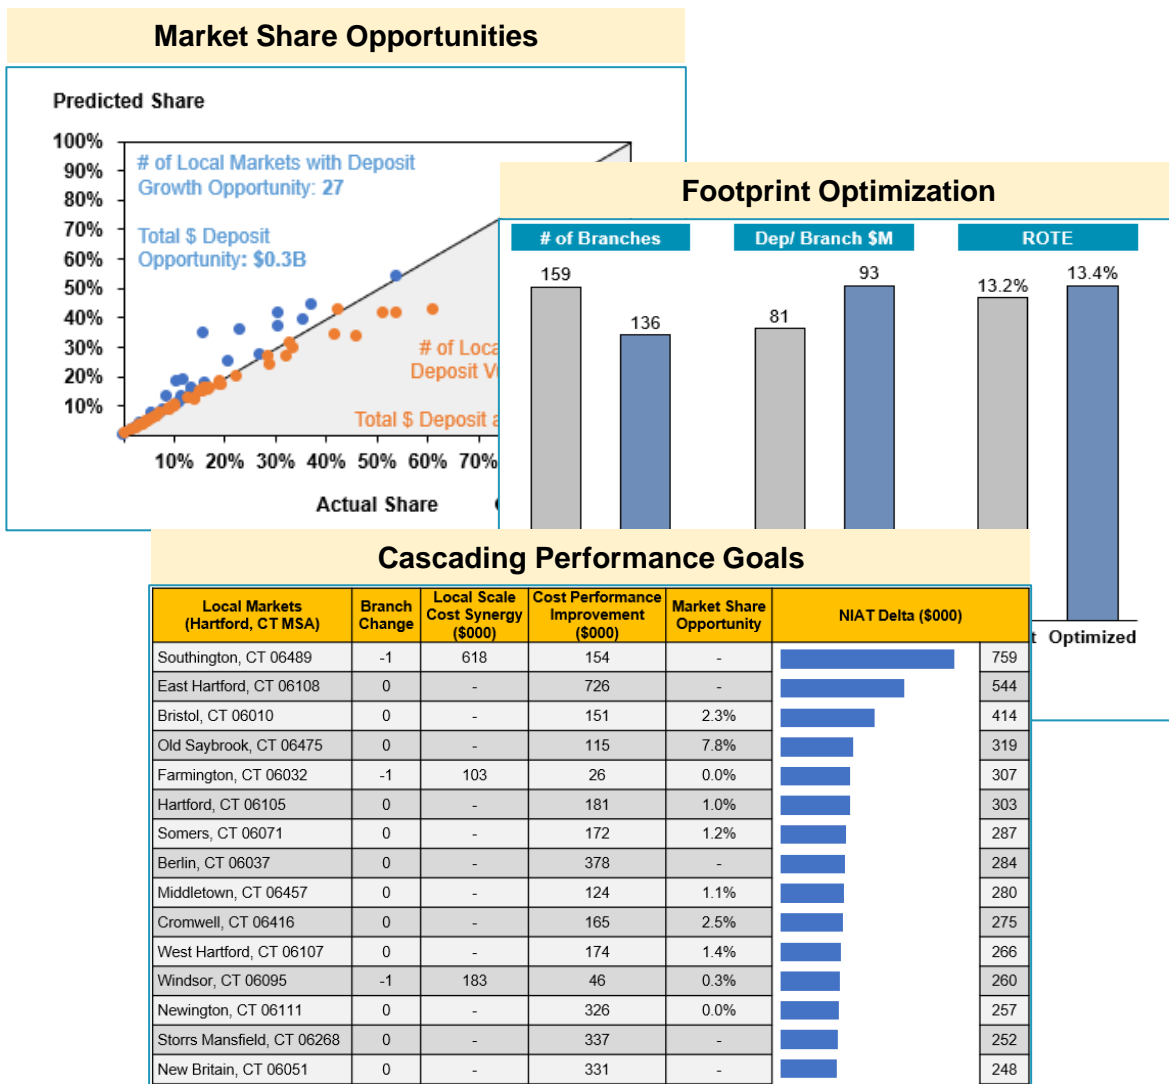 Market Share Opportunities
Predicted Share
100%
90%
80%
70%
60%
50%
40%
30%
20%
10%
# of Local Markets with Deposit
Growth Opportunity: 27
Total $ Deposit
Opportunity: $0.3B
# of Loca
Deposit V
Total $ Deposit a
10% 20% 30% 40% 50% 60% 70%
Actual Share
Footprint Optimization
# of Branches Dep/ Branch $M ROTE
159 136 81 93 13.2% 13.4%
t Optimized
Cascading Performance Goals
Local Markets
(Hartford, CT MSA)
Branch
Change
Local Scale
Cost Synergy
($000)
Cost Performance
Improvement
($000)
Market Share
Opportunity
NIAT Delta ($000)
Southington, CT 06489 -1 618 154 - 759
East Hartford, CT 06108 0 - 726 - 544
Bristol, CT 06010 0 - 151 2.3% 414
Old Saybrook, CT 06475 0 - 115 7.8% 319
Farmington, CT 06032 -1 103 26 0.0% 307
Hartford, CT 06105 0 - 181 1.0% 303
Somers, CT 06071 0 - 172 1.2% 287
Berlin, CT 06037 0 - 378 - 284
Middletown, CT 06457 0 - 124 1.1% 280
Cromwell, CT 06416 0 - 165 2.5% 275
West Hartford, CT 06107 0 - 174 1.4% 266
Windsor, CT 06095 -1 183 46 0.3% 260
Newington, CT 06111 0 - 326 0.0% 257
Storrs Mansfield, CT 06268 0 - 337 - 252
New Britain, CT 06051 0 - 331 - 248